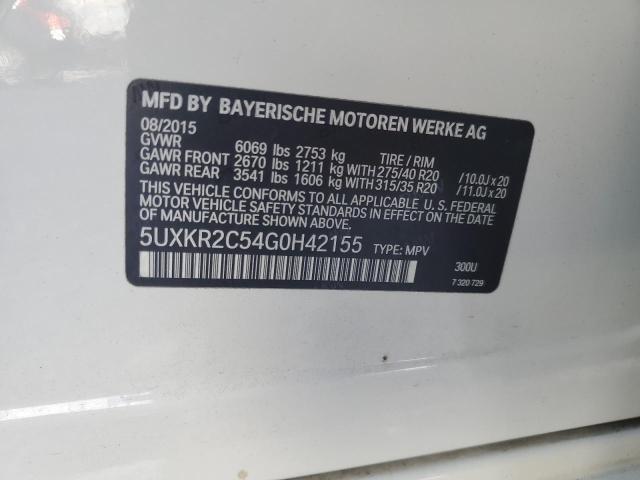 MFD BY BAYERISCHE MOTOREN WERKE AG
08/2015
GVWR 6069 lbs 2753 kg TIRE / RIM
GAWR FRONT 2670 lbs 1211 kg WITH 275/40 R20 /10.0J x 20
GAWR REAR 3541 lbs 1606 kg WITH 315/35 R20 /11.0J x 20
THIS VEHICLE CONFORMS TO ALL APPLICABLE
U.S. FEDERAL MOTOR VEHICLE SAFETY
STANDARDS IN EFFECT ON THE DATE OF
MANUFACTURE SHOWN ABOVE.
5UXKR2C54G0H42155 TYPE: MPV
300U
7 320 729